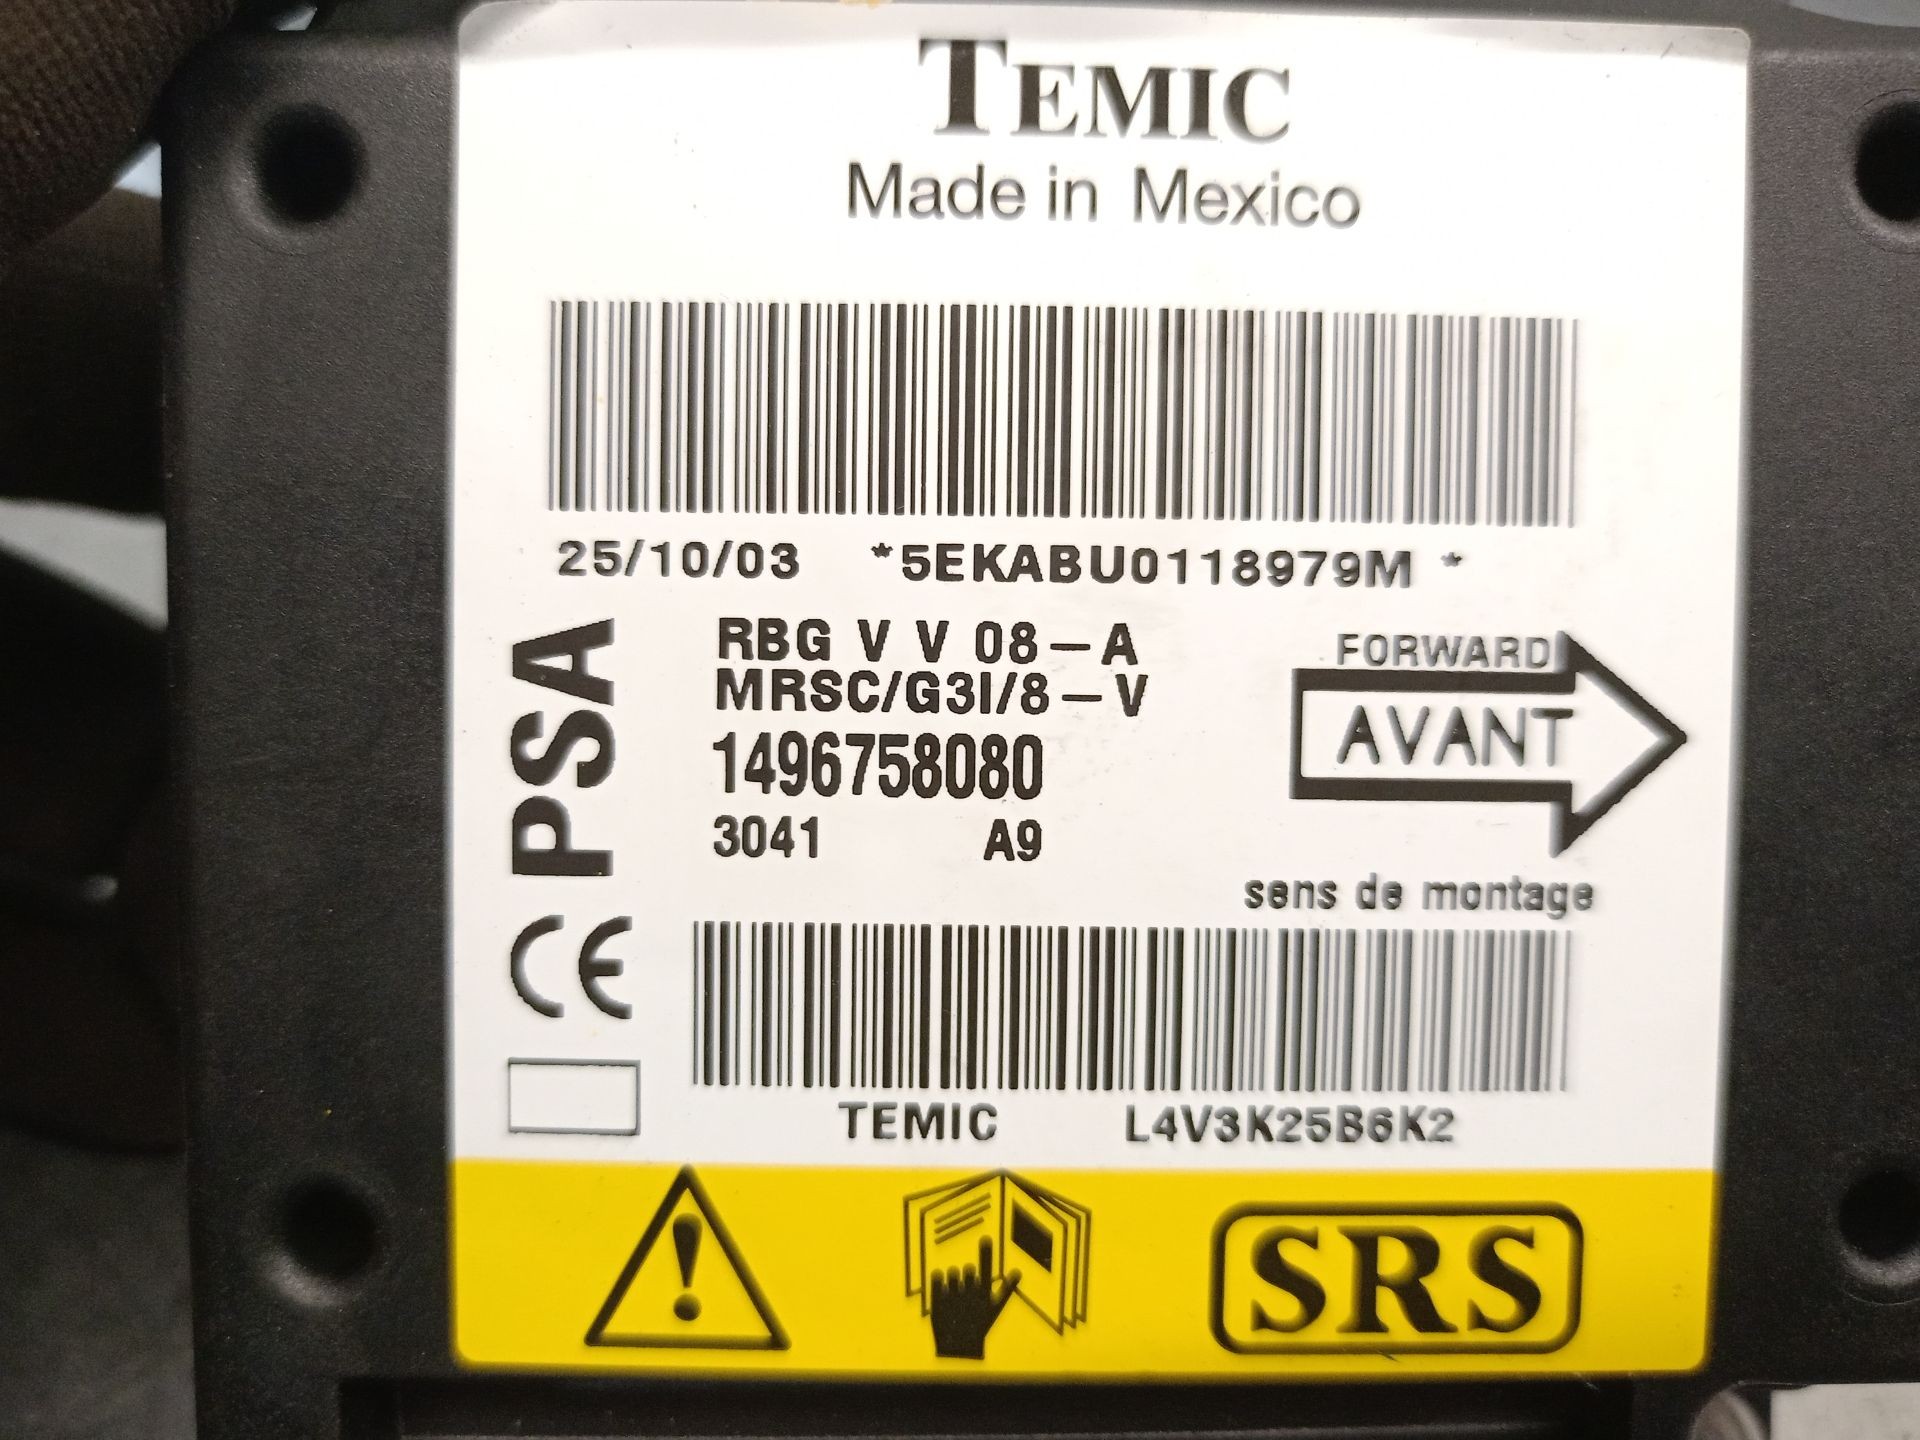 TEMIC
Made in Mexico
25/10/03 *5EKABU0118979M *
PSA
RBG V V 08-A
MRSC/G3I/8-V
1496758080
3041 A9
FORWARD
AVANT
sens de montage
CE
TEMIC L4V3K25B6K2
SRS